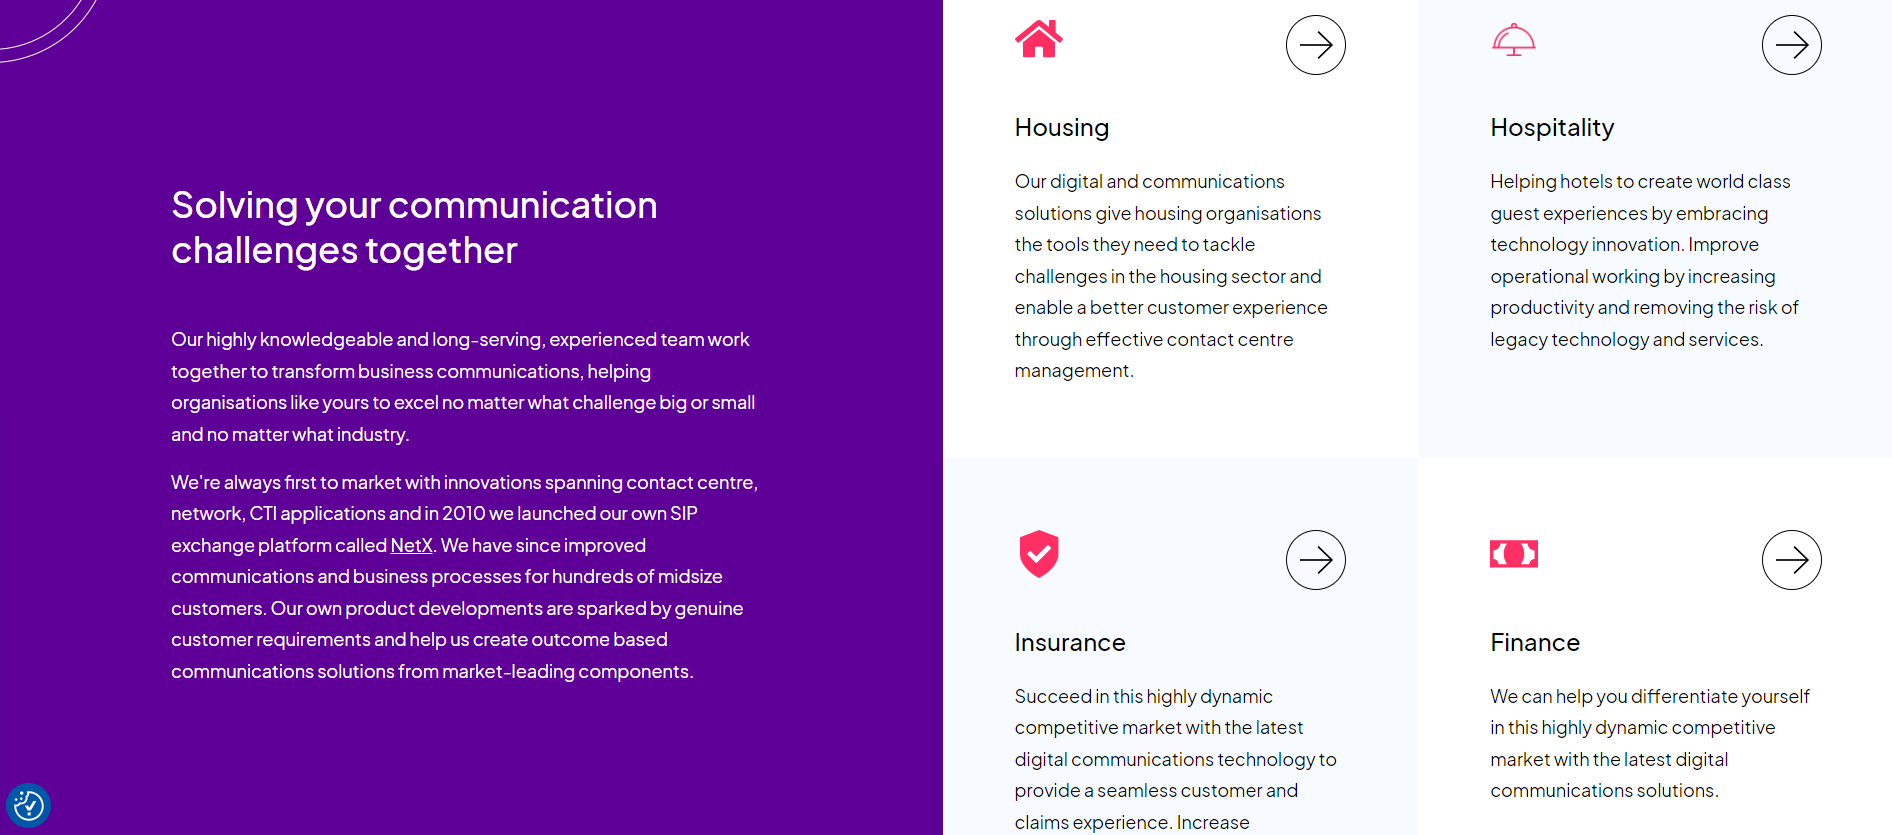 Solving your communication
challenges together
Our highly knowledgeable and long-serving, experienced team work
together to transform business communications, helping
organisations like yours to excel no matter what challenge big or small
and no matter what industry.
We're always first to market with innovations spanning contact centre,
network, CTI applications and in 2010 we launched our own SIP
exchange platform called NetX. We have since improved
communications and business processes for hundreds of midsize
customers. Our own product developments are sparked by genuine
customer requirements and help us create outcome based
communications solutions from market-leading components.
Housing
Our digital and communications
solutions give housing organisations
the tools they need to tackle
challenges in the housing sector and
enable a better customer experience
through effective contact centre
management.
Hospitality
Helping hotels to create world class
guest experiences by embracing
technology innovation. Improve
operational working by increasing
productivity and removing the risk of
legacy technology and services.
Insurance
Succeed in this highly dynamic
competitive market with the latest
digital communications technology to
provide a seamless customer and
claims experience. Increase
Finance
We can help you differentiate yourself
in this highly dynamic competitive
market with the latest digital
communications solutions.